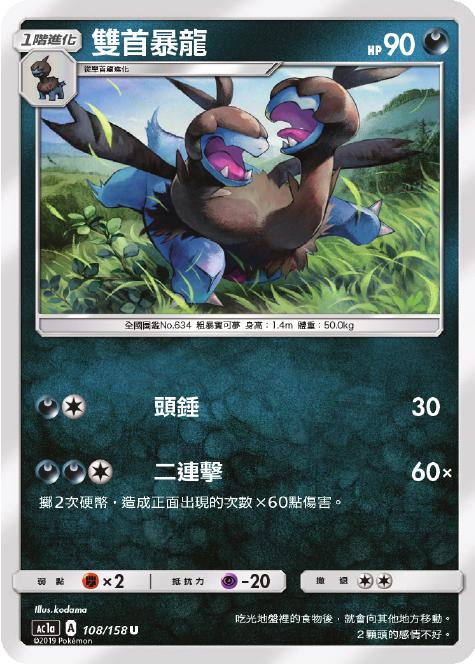 1階進化 雙首暴龍 HP 90
從單首龍進化
全國圖鑑No.634 粗暴寶可夢 身高：1.4m 體重：50.0kg
頭錘 30
二連擊 60×
擲2次硬幣，造成正面出現的次數×60點傷害。
弱點 ×2 抵抗力 -20 撤退
Illus.kodama
AC1a A 108/158 U
©2019 Pokémon
吃光地盤裡的食物後，就會向其他地方移動。
2顆頭的感情不好。